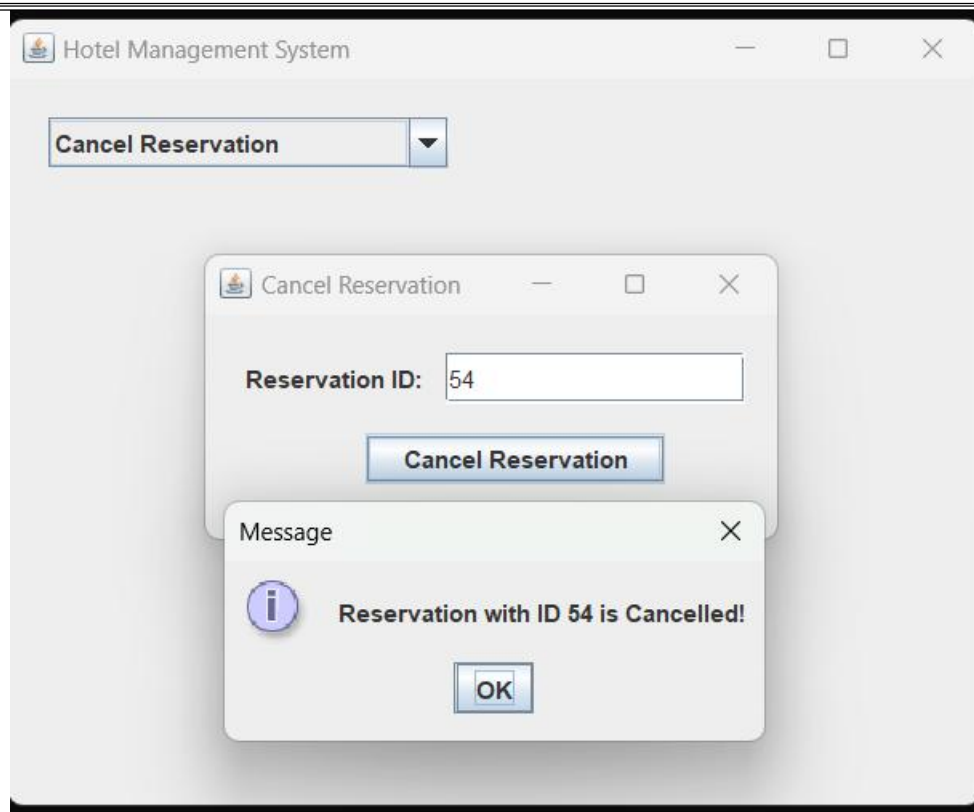 Hotel Management System
Cancel Reservation
Cancel Reservation
Reservation ID: 54
Cancel Reservation
Message
i Reservation with ID 54 is Cancelled!
OK